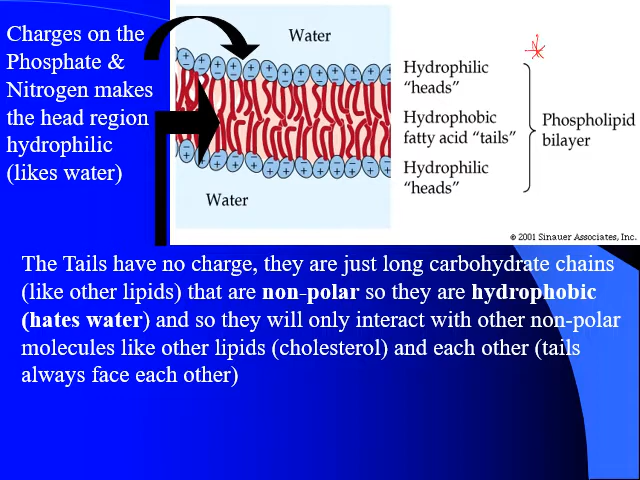 Charges on the
Phosphate &
Nitrogen makes
the head region
hydrophilic
(likes water)
Water
Water
Hydrophilic
“heads”
Hydrophobic
fatty acid “tails”
Hydrophilic
“heads”
Phospholipid
bilayer
© 2001 Sinauer Associates, Inc.
The Tails have no charge, they are just long carbohydrate chains
(like other lipids) that are non-polar so they are hydrophobic
(hates water) and so they will only interact with other non-polar
molecules like other lipids (cholesterol) and each other (tails
always face each other)